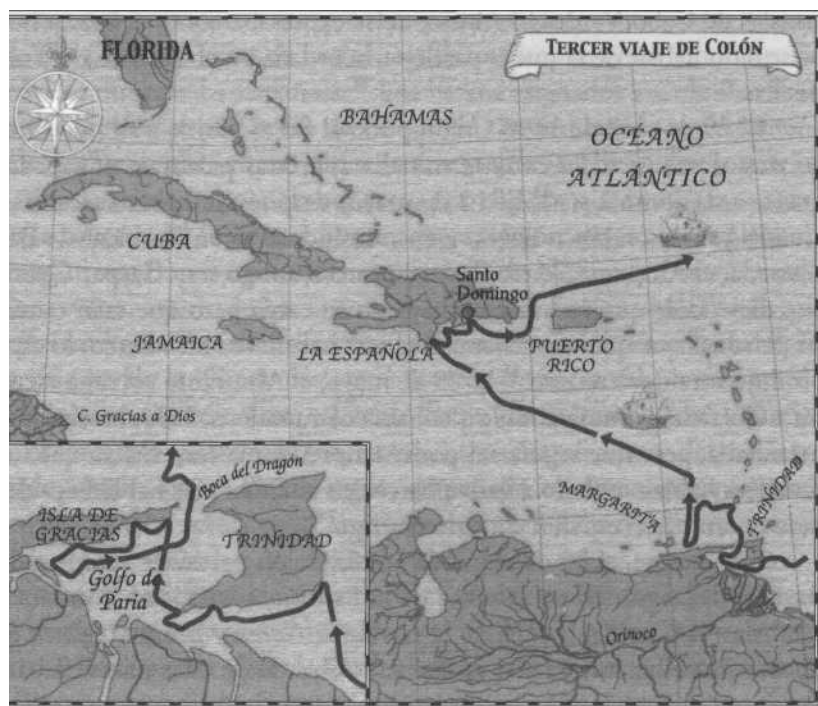 FLORIDA
TERCER VIAJE DE COLÓN
BAHAMAS
OCÉANO
ATLÁNTICO
CUBA
Santo
Domingo
JAMAICA
LA ESPAÑOLA
PUERTO
RICO
C. Gracias a Dios
Boca del Dragón
ISLA DE
GRACIAS
TRINIDAD
Golfo de
Paria
MARGARITA
TRINIDAD
Orinoco